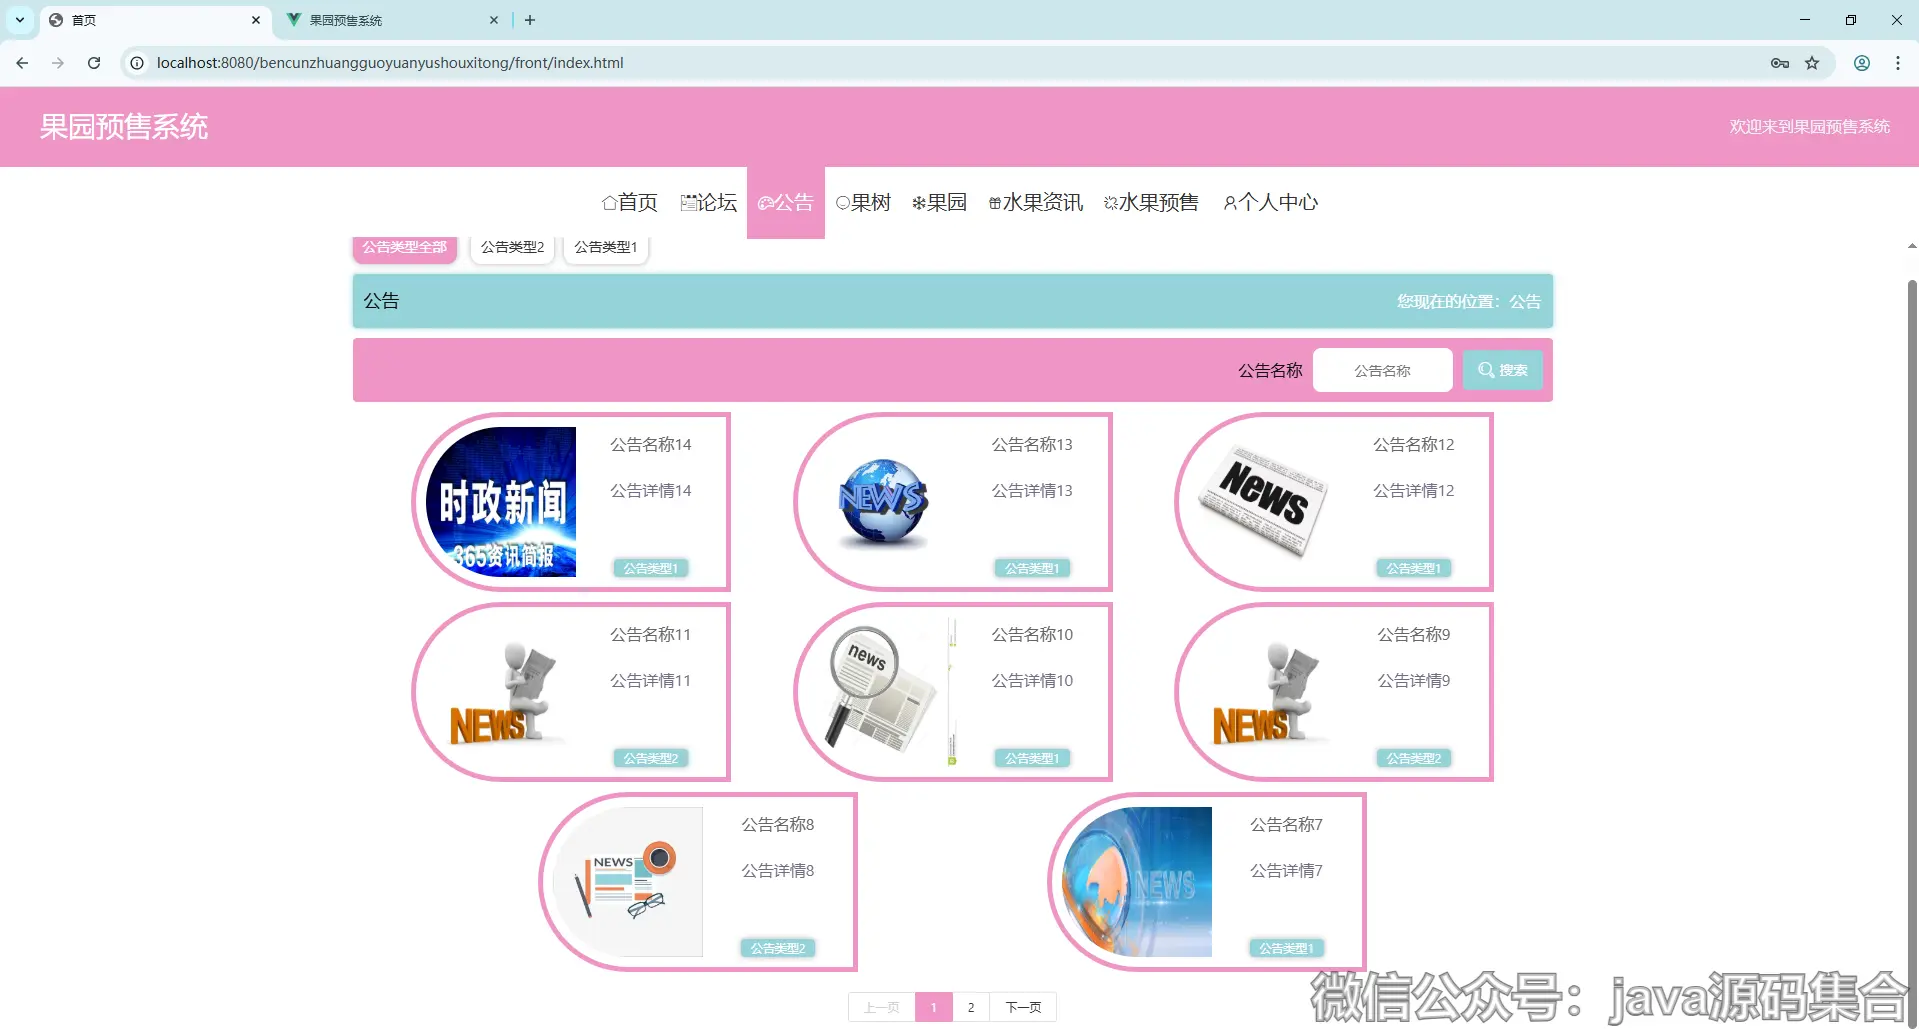 首页
果园预售系统
localhost:8080/bencunzhuangguoyuanyushouxitong/front/index.html
果园预售系统
欢迎来到果园预售系统
首页 论坛 公告 果树 果园 水果资讯 水果预售 个人中心
公告类型全部 公告类型2 公告类型1
公告
您现在的位置：公告
公告名称 公告名称 搜索
时政新闻
365资讯简报
公告名称14
公告详情14
公告类型1
NEWS
公告名称13
公告详情13
公告类型1
News
公告名称12
公告详情12
公告类型1
NEWS
公告名称11
公告详情11
公告类型2
news
公告名称10
公告详情10
公告类型1
NEWS
公告名称9
公告详情9
公告类型2
NEWS
公告名称8
公告详情8
公告类型2
NEWS
公告名称7
公告详情7
公告类型1
上一页 1 2 下一页
微信公众号：java源码集合